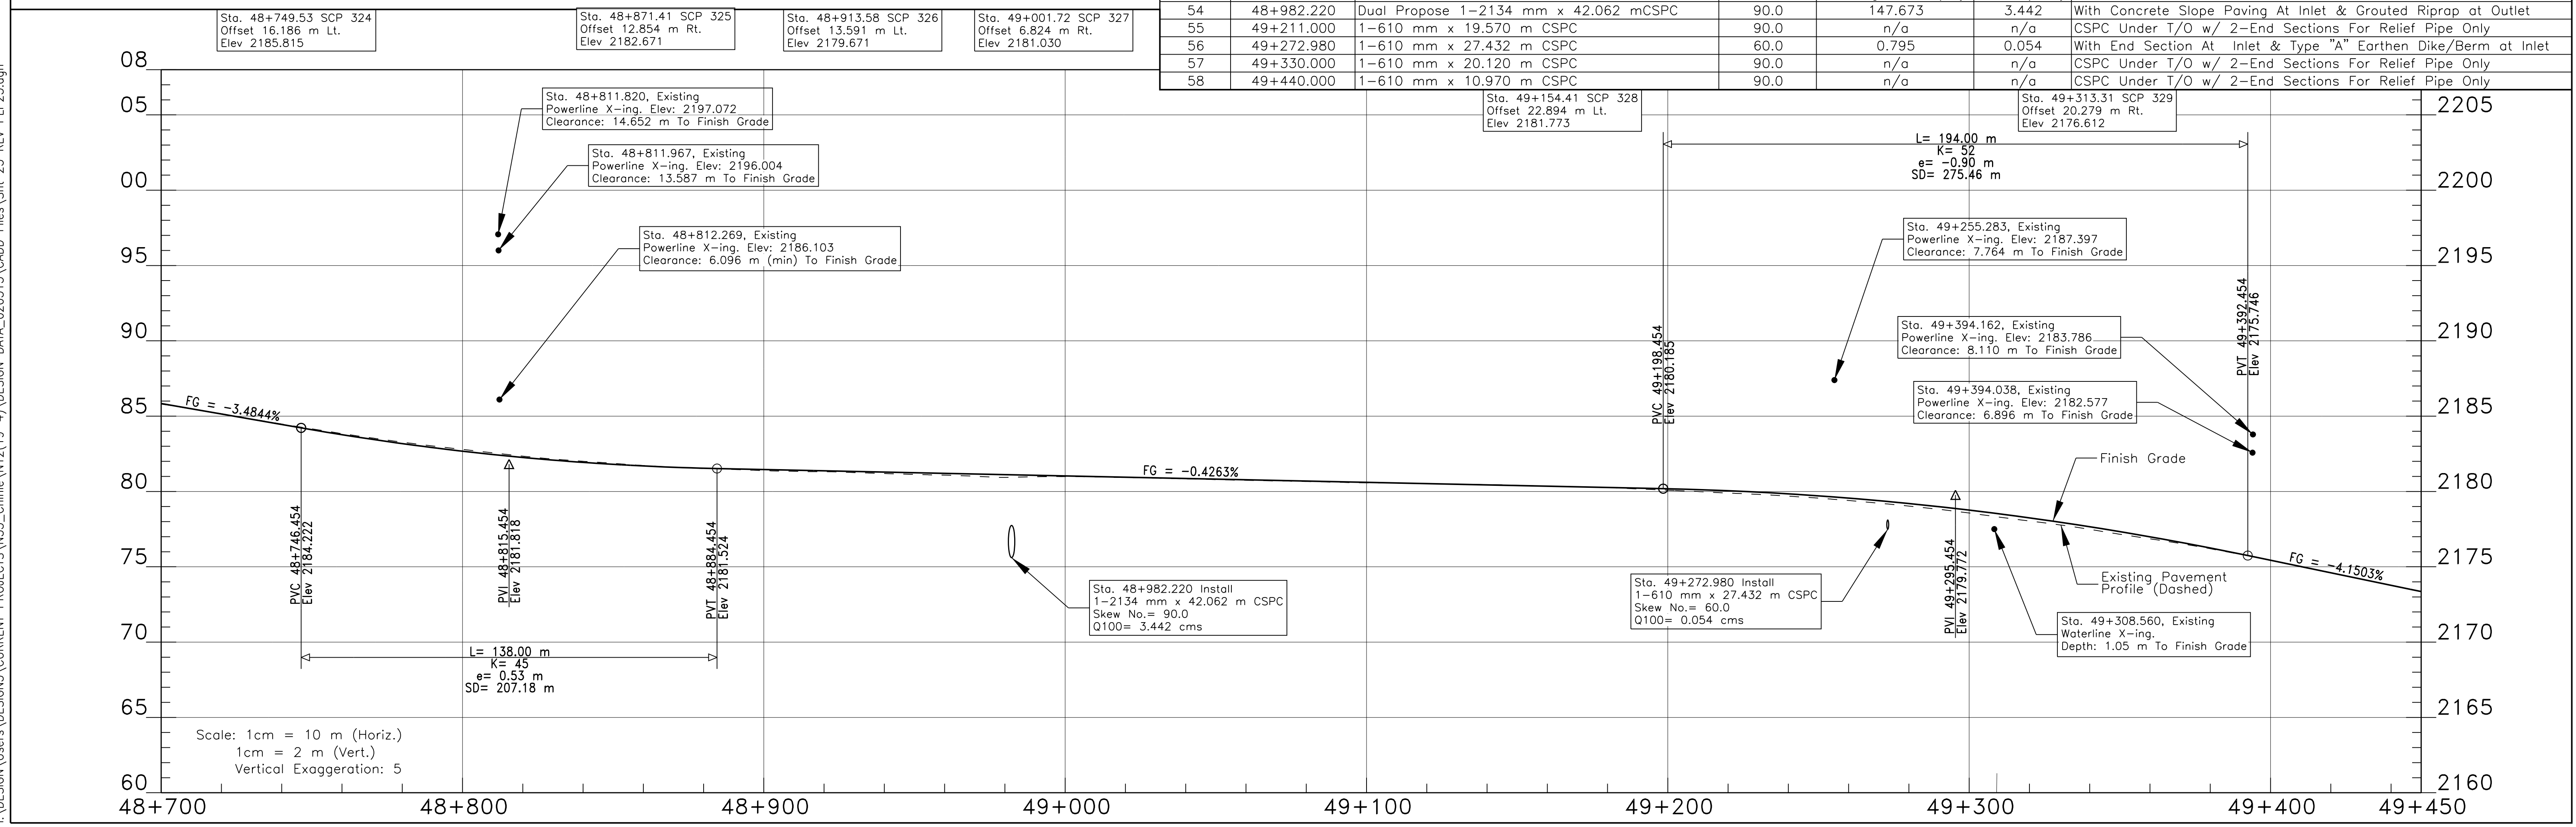 54 48+982.220 Dual Propose 1-2134 mm x 42.062 mCSPC 90.0 147.673 3.442 With Concrete Slope Paving At Inlet & Grouted Riprap at Outlet
55 49+211.000 1-610 mm x 19.570 m CSPC 90.0 n/a n/a CSPC Under T/O w/ 2-End Sections For Relief Pipe Only
56 49+272.980 1-610 mm x 27.432 m CSPC 60.0 0.795 0.054 With End Section At Inlet & Type "A" Earthen Dike/Berm at Inlet
57 49+330.000 1-610 mm x 20.120 m CSPC 90.0 n/a n/a CSPC Under T/O w/ 2-End Sections For Relief Pipe Only
58 49+440.000 1-610 mm x 10.970 m CSPC 90.0 n/a n/a CSPC Under T/O w/ 2-End Sections For Relief Pipe Only
Sta. 48+749.53 SCP 324
Offset 16.186 m Lt.
Elev 2185.815
Sta. 48+871.41 SCP 325
Offset 12.854 m Rt.
Elev 2182.671
Sta. 48+913.58 SCP 326
Offset 13.591 m Lt.
Elev 2179.671
Sta. 49+001.72 SCP 327
Offset 6.824 m Rt.
Elev 2181.030
Sta. 49+154.41 SCP 328
Offset 22.894 m Lt.
Elev 2181.773
Sta. 49+313.31 SCP 329
Offset 20.279 m Rt.
Elev 2176.612
08
05
00
95
90
85
80
75
70
65
60
2205
2200
2195
2190
2185
2180
2175
2170
2165
2160
Sta. 48+811.820, Existing
Powerline X-ing. Elev: 2197.072
Clearance: 14.652 m To Finish Grade
Sta. 48+811.967, Existing
Powerline X-ing. Elev: 2196.004
Clearance: 13.587 m To Finish Grade
Sta. 48+812.269, Existing
Powerline X-ing. Elev: 2186.103
Clearance: 6.096 m (min) To Finish Grade
L= 194.00 m
K= 52
e= -0.90 m
SD= 275.46 m
Sta. 49+255.283, Existing
Powerline X-ing. Elev: 2187.397
Clearance: 7.764 m To Finish Grade
Sta. 49+394.162, Existing
Powerline X-ing. Elev: 2183.786
Clearance: 8.110 m To Finish Grade
Sta. 49+394.038, Existing
Powerline X-ing. Elev: 2182.577
Clearance: 6.896 m To Finish Grade
PVC 49+198.454
Elev 2180.185
PVT 49+392.454
Elev 2175.746
FG = -3.4844%
FG = -0.4263%
FG = -4.1503%
Finish Grade
Existing Pavement
Profile (Dashed)
PVC 48+746.454
Elev 2184.222
PVI 48+815.454
Elev 2181.818
PVT 48+884.454
Elev 2181.524
PVI 49+295.454
Elev 2179.772
Sta. 48+982.220 Install
1-2134 mm x 42.062 m CSPC
Skew No.= 90.0
Q100= 3.442 cms
Sta. 49+272.980 Install
1-610 mm x 27.432 m CSPC
Skew No.= 60.0
Q100= 0.054 cms
Sta. 49+308.560, Existing
Waterline X-ing.
Depth: 1.05 m To Finish Grade
L= 138.00 m
K= 45
e= 0.53 m
SD= 207.18 m
Scale: 1cm = 10 m (Horiz.)
1cm = 2 m (Vert.)
Vertical Exaggeration: 5
48+700 48+800 48+900 49+000 49+100 49+200 49+300 49+400 49+450